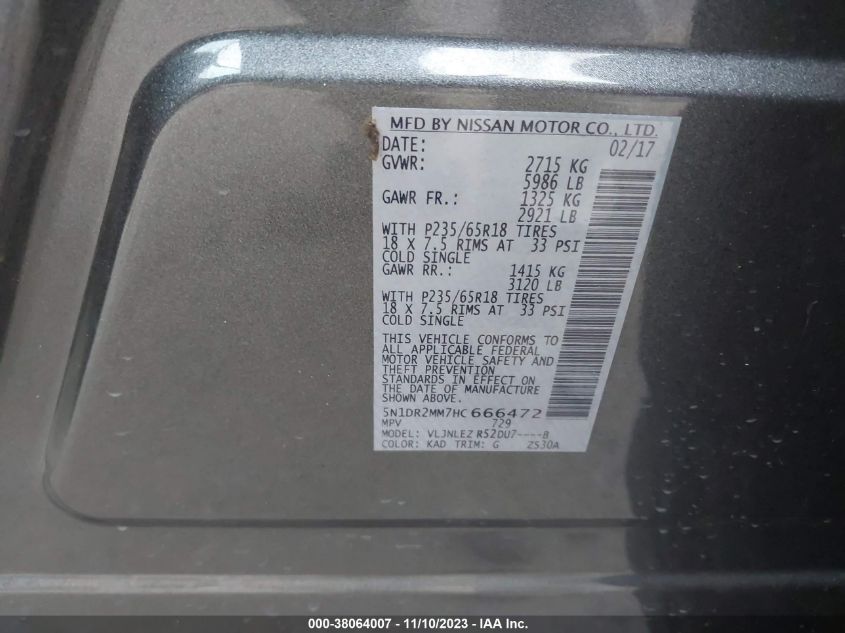 MFD BY NISSAN MOTOR CO., LTD.
DATE: 02/17
GVWR: 2715 KG
5986 LB
GAWR FR.: 1325 KG
2921 LB
WITH P235/65R18 TIRES
18 X 7.5 RIMS AT 33 PSI
COLD SINGLE
GAWR RR.: 1415 KG
3120 LB
WITH P235/65R18 TIRES
18 X 7.5 RIMS AT 33 PSI
COLD SINGLE
THIS VEHICLE CONFORMS TO
ALL APPLICABLE FEDERAL
MOTOR VEHICLE SAFETY AND
THEFT PREVENTION
STANDARDS IN EFFECT ON
THE DATE OF MANUFACTURE
SHOWN ABOVE.
5N1DR2MM7HC666472
MPV 729
MODEL: VLJNLEZ R52DU7----B
COLOR: KAD TRIM: G ZS30A
000-38064007 - 11/10/2023 - IAAI.com